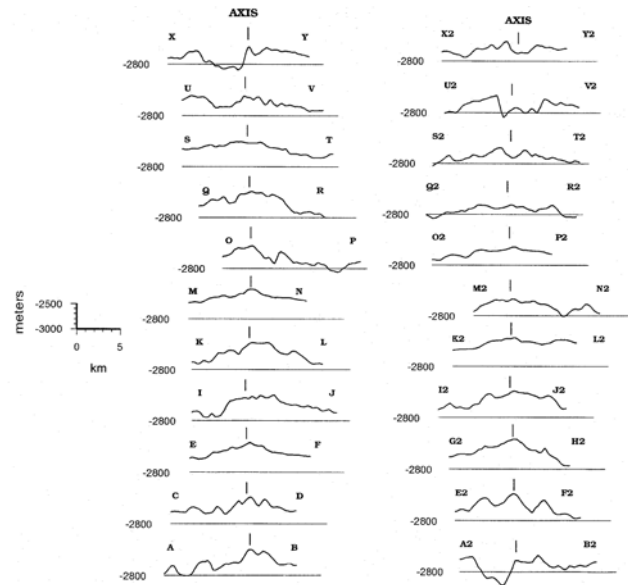 AXIS
X Y
-2800
U V
-2800
S T
-2800
Q R
-2800
O P
-2800
M N
-2800
K L
-2800
I J
-2800
E F
-2800
C D
-2800
A B
-2800
meters
-2500
-3000
0 5
km
AXIS
X2 Y2
-2800
U2 V2
-2800
S2 T2
-2800
Q2 R2
-2800
O2 P2
-2800
M2 N2
-2800
K2 L2
-2800
I2 J2
-2800
G2 H2
-2800
E2 F2
-2800
A2 B2
-2800